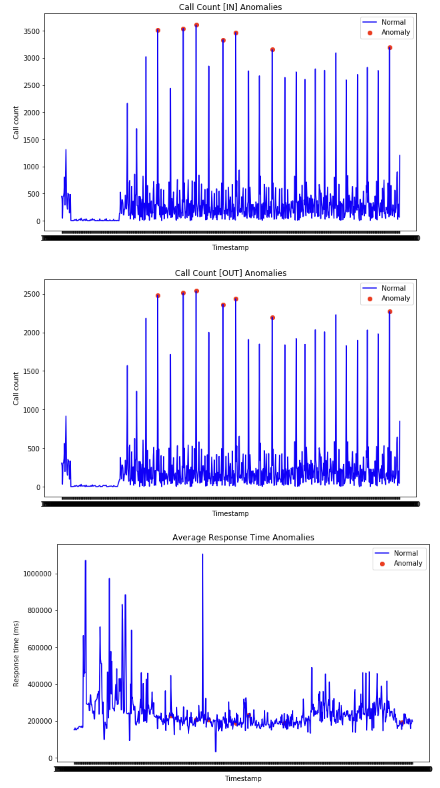 Call Count [IN] Anomalies
Normal
Anomaly
3500
3000
2500
2000
1500
1000
500
0
Call count
Timestamp
Call Count [OUT] Anomalies
Normal
Anomaly
2500
2000
1500
1000
500
0
Call count
Timestamp
Average Response Time Anomalies
Normal
Anomaly
1000000
800000
600000
400000
200000
0
Response time (ms)
Timestamp